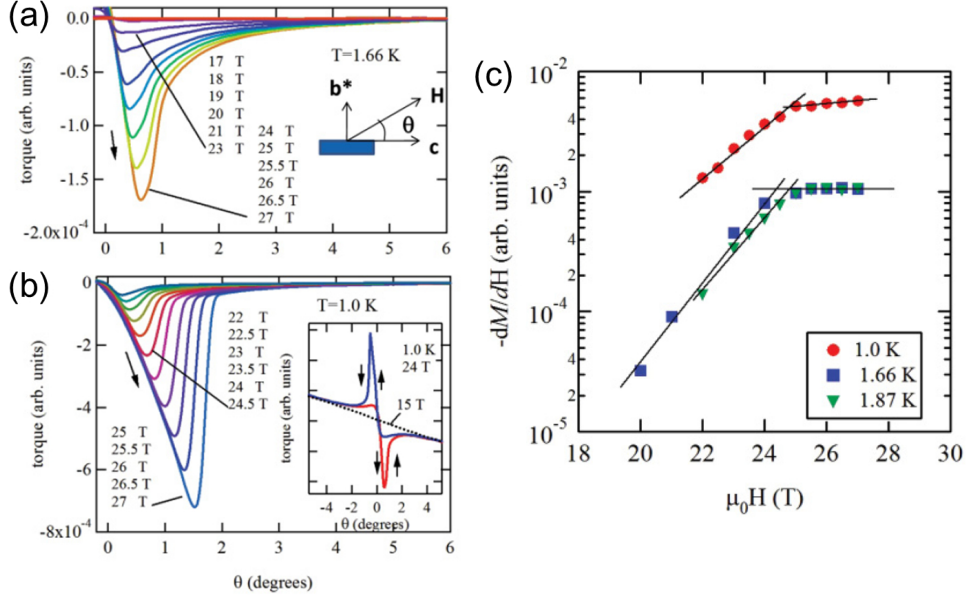 (a)
0.0
-0.5
-1.0
-1.5
-2.0x10⁻⁴
torque (arb. units)
17 T
18 T
19 T
20 T
21 T
23 T
24 T
25 T
25.5 T
26 T
26.5 T
27 T
T=1.66 K
b*
H
θ
c
0 1 2 3 4 5 6
(b)
0
-2
-4
-6
-8x10⁻⁴
torque (arb. units)
T=1.0 K
22 T
22.5 T
23 T
23.5 T
24 T
24.5 T
25 T
25.5 T
26 T
26.5 T
27 T
1.0 K
24 T
15 T
torque (arb. units)
-4 -2 0 2 4
θ (degrees)
0 1 2 3 4 5 6
θ (degrees)
(c)
10⁻²
4
2
10⁻³
4
2
10⁻⁴
4
2
10⁻⁵
-dM/dH (arb. units)
1.0 K
1.66 K
1.87 K
18 20 22 24 26 28 30
μ₀H (T)